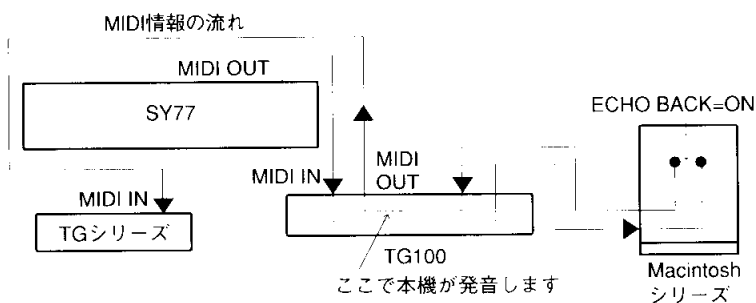 MIDI情報の流れ
MIDI OUT
SY77
ECHO BACK=ON
MIDI IN
MIDI
OUT
MIDI IN
TGシリーズ
TG100
ここで本機が発音します
Macintosh
シリーズ